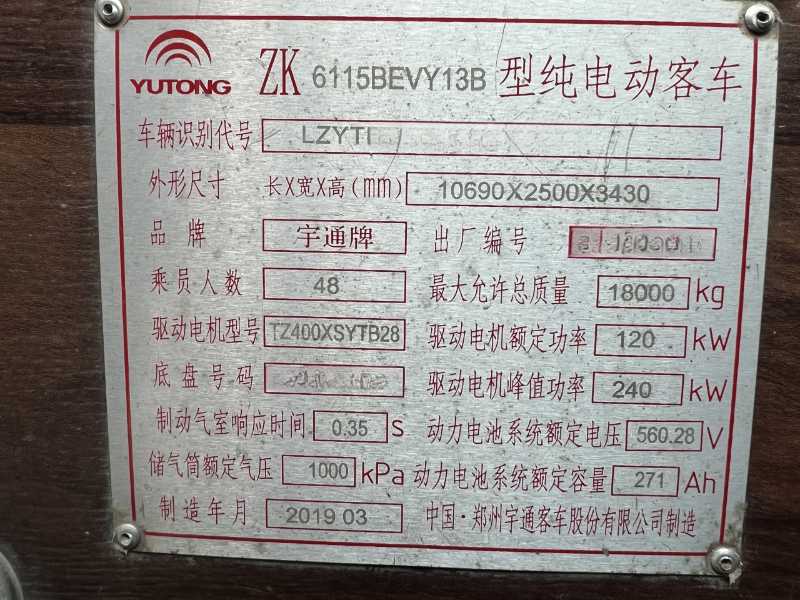 YUTONG ZK 6115BEVY13B 型纯电动客车
车辆识别代号 LZYTI
外形尺寸 长X宽X高(mm) 10690X2500X3430
品牌 宇通牌 出厂编号
乘员人数 48 最大允许总质量 18000 kg
驱动电机型号 TZ400XSYTB28 驱动电机额定功率 120 kW
底盘号码 驱动电机峰值功率 240 kW
制动气室响应时间 0.35 S 动力电池系统额定电压 560.28 V
储气筒额定气压 1000 kPa 动力电池系统额定容量 271 Ah
制造年月 2019 03 中国·郑州宇通客车股份有限公司制造